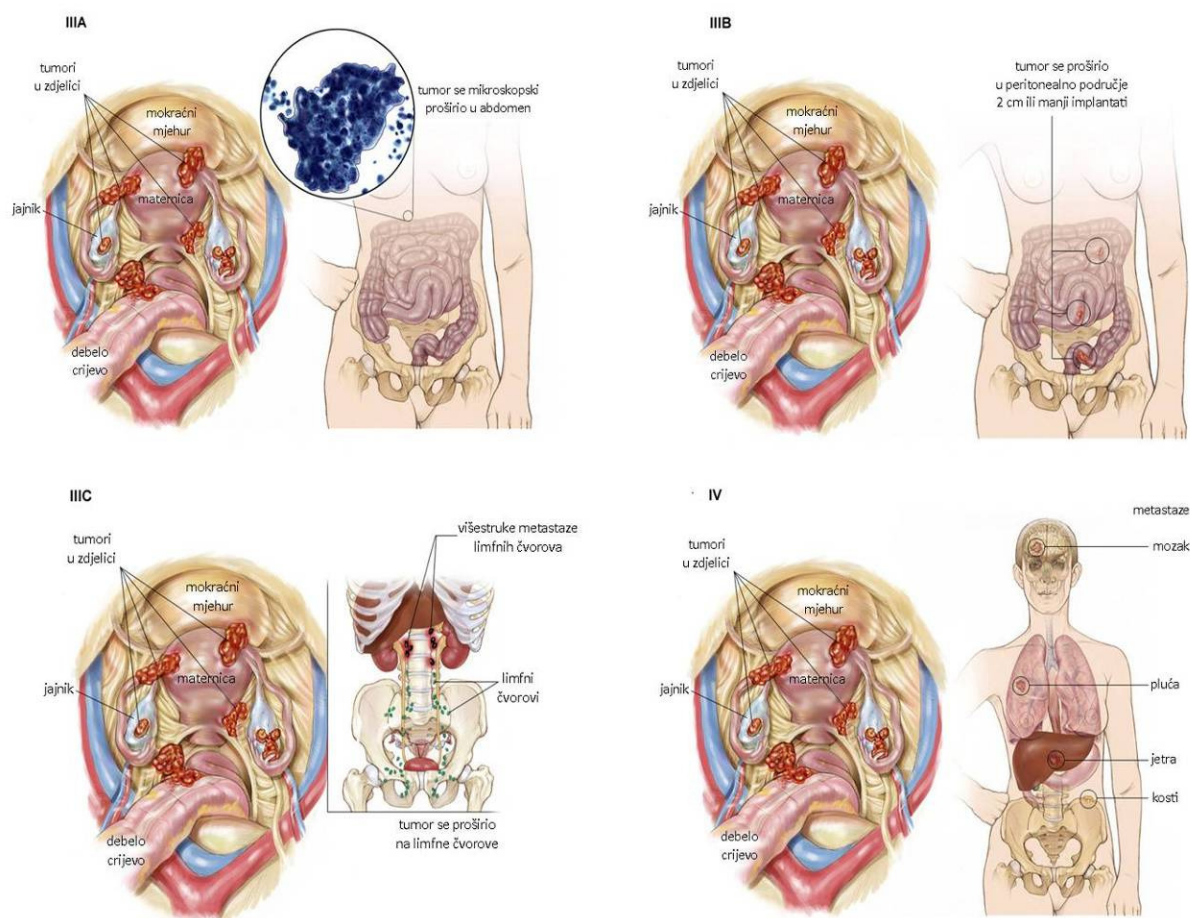 IIIA
tumori
u zdjelici
mokraćni
mjehur
tumor se mikroskopski
proširio u abdomen
maternica
jajnik
debelo
crijevo
IIIB
tumori
u zdjelici
mokraćni
mjehur
tumor se proširio
u peritonealno područje
2 cm ili manji implantati
maternica
jajnik
debelo
crijevo
IIIC
tumori
u zdjelici
mokraćni
mjehur
višestruke metastaze
limfnih čvorova
maternica
jajnik
limfni
čvorovi
debelo
crijevo
tumor se proširio
na limfne čvorove
IV
tumori
u zdjelici
mokraćni
mjehur
metastaze
mozak
maternica
jajnik
pluća
jetra
kosti
debelo
crijevo